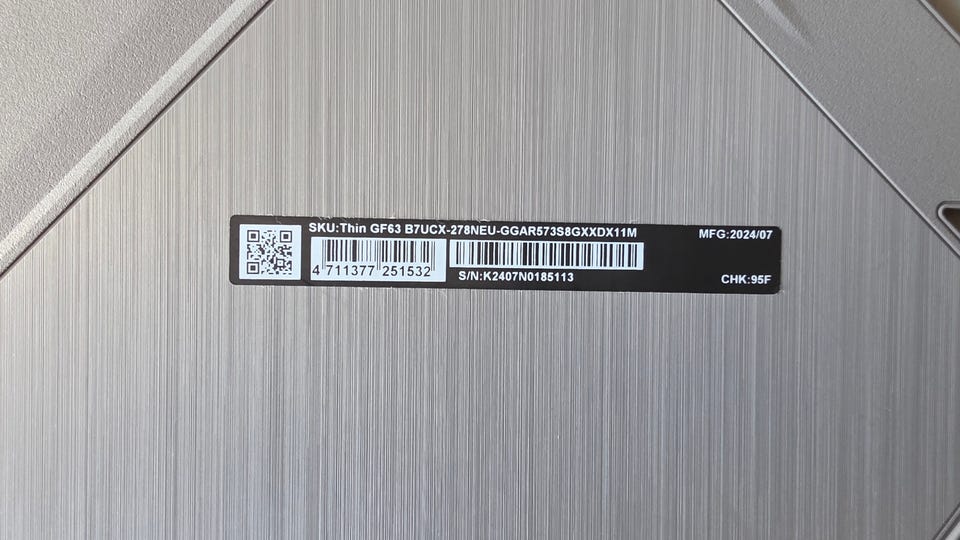 SKU:Thin GF63 B7UCX-278NEU-GGAR573S8GXXDX11M
MFG:2024/07
4 711377 251532
S/N:K2407N0185113
CHK:95F